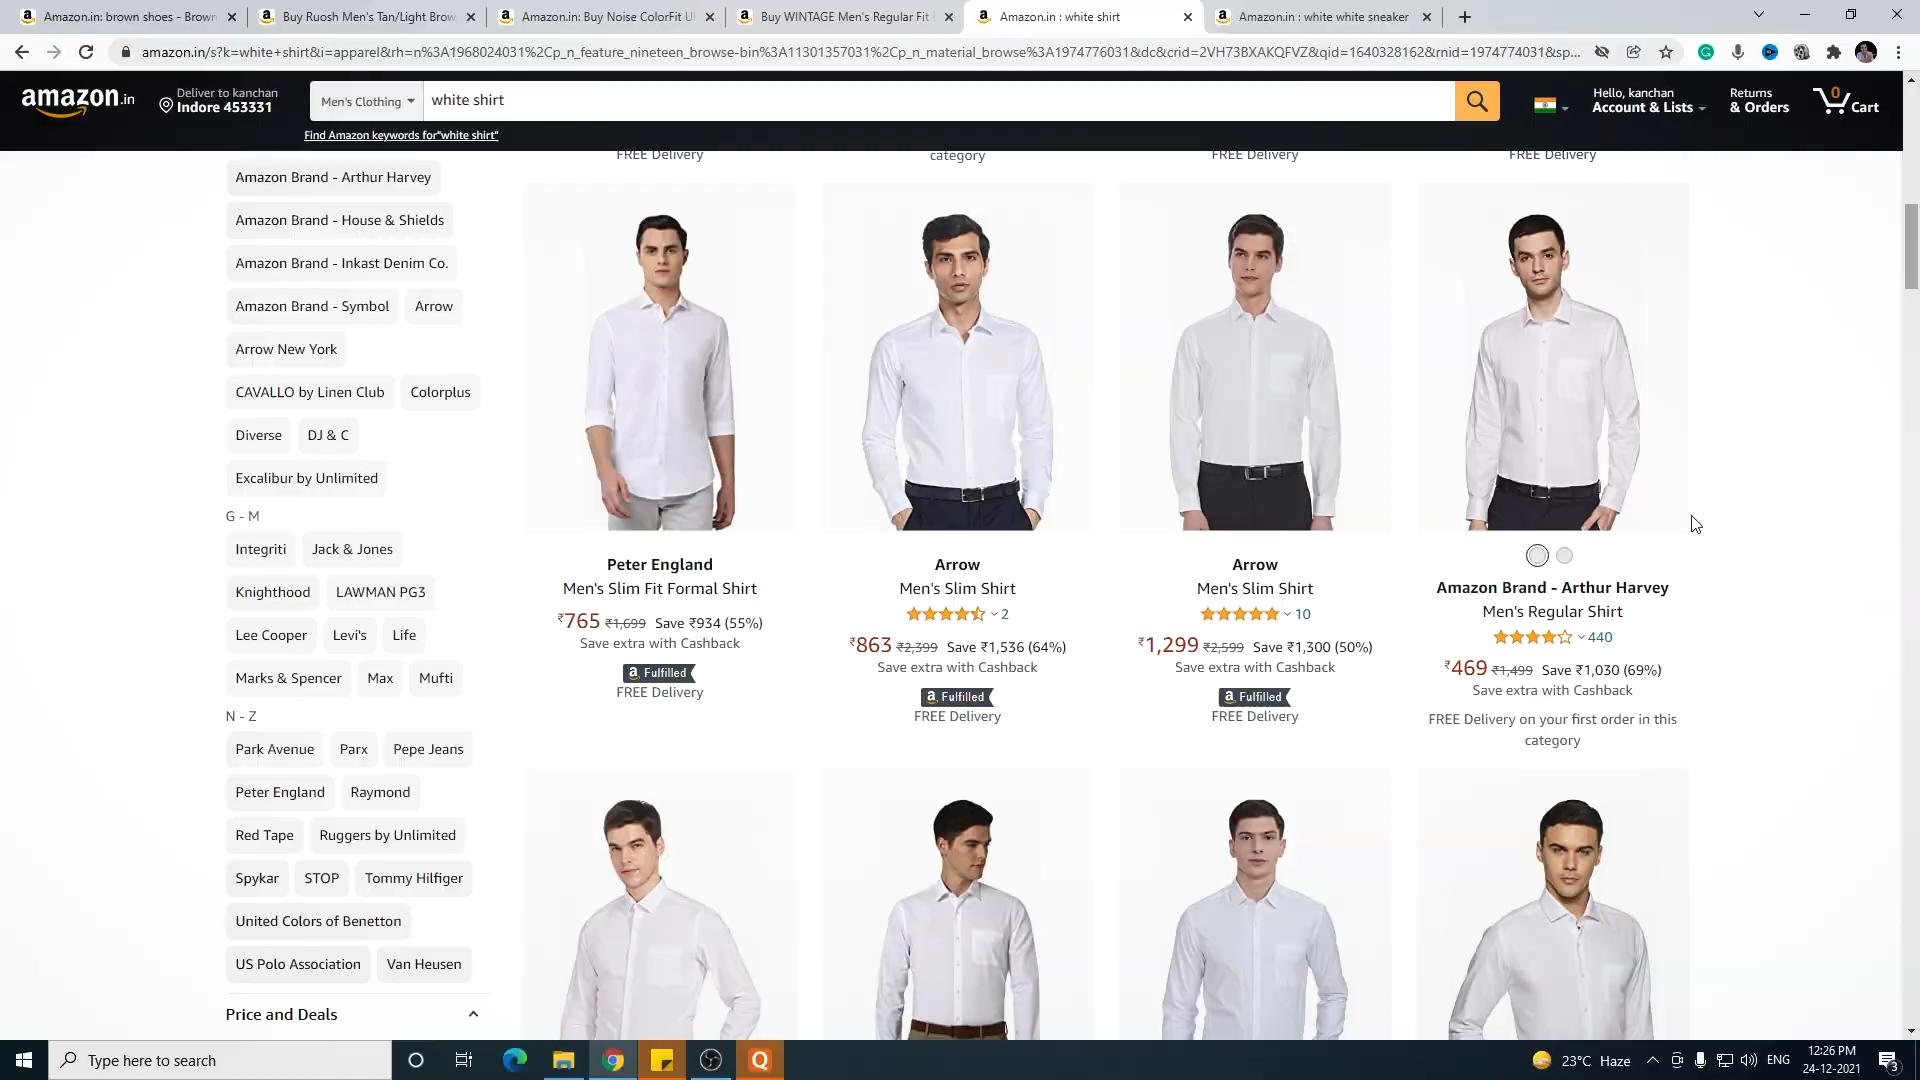 Amazon.in: brown shoes - Brown
Buy Ruosh Men's Tan/Light Brow
Amazon.in: Buy Noise ColorFit Ul
Buy WINTAGE Men's Regular Fit
Amazon.in : white shirt
Amazon.in : white white sneaker
amazon.in/s?k=white+shirt&i=apparel&rh=n%3A1968024031%2Cp_n_feature_nineteen_browse-bin%3A11301357031%2Cp_n_material_browse%3A1974776031&dc&crid=2VH73BXAKQFVZ&qid=1640328162&rnid=1974774031&sp...
amazon.in
Deliver to kanchan
Indore 453331
Men's Clothing
white shirt
Hello, kanchan
Account & Lists
Returns
& Orders
0
Cart
Find Amazon keywords for"white shirt"
FREE Delivery
category
FREE Delivery
FREE Delivery
Amazon Brand - Arthur Harvey
Amazon Brand - House & Shields
Amazon Brand - Inkast Denim Co.
Amazon Brand - Symbol
Arrow
Arrow New York
CAVALLO by Linen Club
Colorplus
Diverse
DJ & C
Excalibur by Unlimited
G - M
Integriti
Jack & Jones
Knighthood
LAWMAN PG3
Lee Cooper
Levi's
Life
Marks & Spencer
Max
Mufti
N - Z
Park Avenue
Parx
Pepe Jeans
Peter England
Raymond
Red Tape
Ruggers by Unlimited
Spykar
STOP
Tommy Hilfiger
United Colors of Benetton
US Polo Association
Van Heusen
Price and Deals
Peter England
Men's Slim Fit Formal Shirt
₹765 ₹1,699 Save ₹934 (55%)
Save extra with Cashback
a Fulfilled
FREE Delivery
Arrow
Men's Slim Shirt
2
₹863 ₹2,399 Save ₹1,536 (64%)
Save extra with Cashback
a Fulfilled
FREE Delivery
Arrow
Men's Slim Shirt
10
₹1,299 ₹2,599 Save ₹1,300 (50%)
Save extra with Cashback
a Fulfilled
FREE Delivery
Amazon Brand - Arthur Harvey
Men's Regular Shirt
440
₹469 ₹1,499 Save ₹1,030 (69%)
Save extra with Cashback
FREE Delivery on your first order in this
category
Type here to search
23°C Haze
ENG
12:26 PM
24-12-2021
3